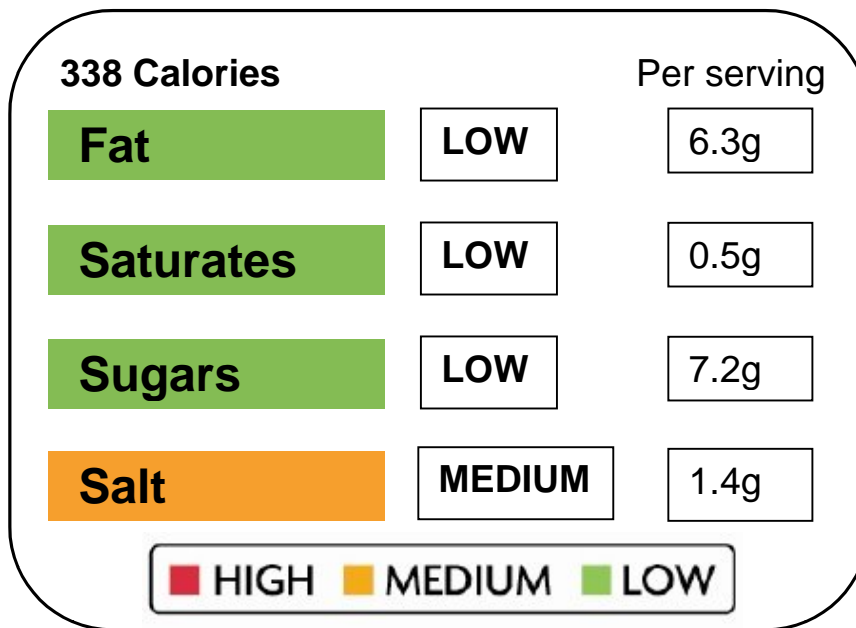 338 Calories Per serving
Fat LOW 6.3g
Saturates LOW 0.5g
Sugars LOW 7.2g
Salt MEDIUM 1.4g
HIGH MEDIUM LOW